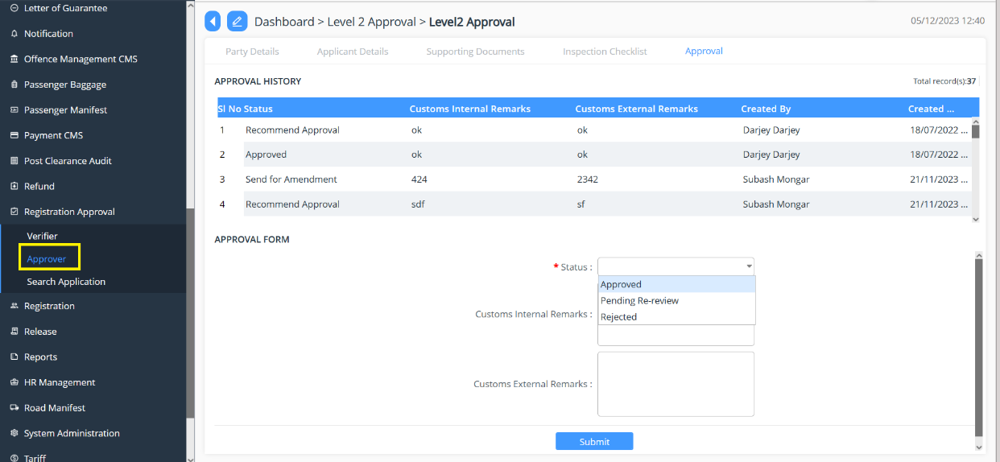 Letter of Guarantee
Notification
Offence Management CMS
Passenger Baggage
Passenger Manifest
Payment CMS
Post Clearance Audit
Refund
Registration Approval
Verifier
Approver
Search Application
Registration
Release
Reports
HR Management
Road Manifest
System Administration
Tariff
Dashboard > Level 2 Approval > Level2 Approval
05/12/2023 12:40
Party Details Applicant Details Supporting Documents Inspection Checklist Approval
APPROVAL HISTORY Total record(s):37
Sl No Status Customs Internal Remarks Customs External Remarks Created By Created ...
1 Recommend Approval ok ok Darjey Darjey 18/07/2022 ...
2 Approved ok ok Darjey Darjey 18/07/2022 ...
3 Send for Amendment 424 2342 Subash Mongar 21/11/2023 ...
4 Recommend Approval sdf sf Subash Mongar 21/11/2023 ...
APPROVAL FORM
* Status :
Approved
Pending Re-review
Rejected
Customs Internal Remarks :
Customs External Remarks :
Submit